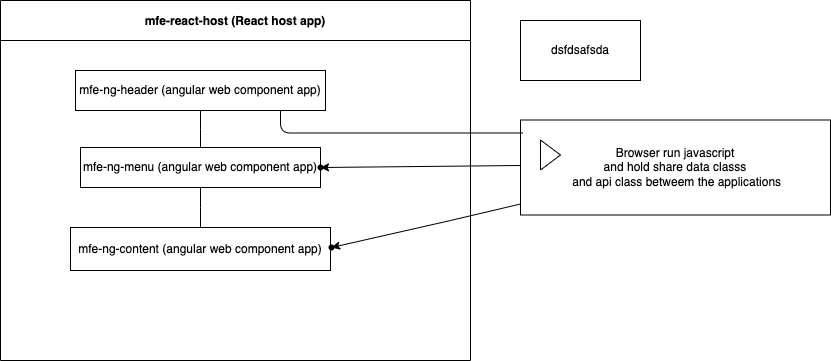 mfe-react-host (React host app)
dsfdsafsda
mfe-ng-header (angular web component app)
Browser run javascript
and hold share data classs
and api class betweem the applications
mfe-ng-menu (angular web component app)
mfe-ng-content (angular web component app)